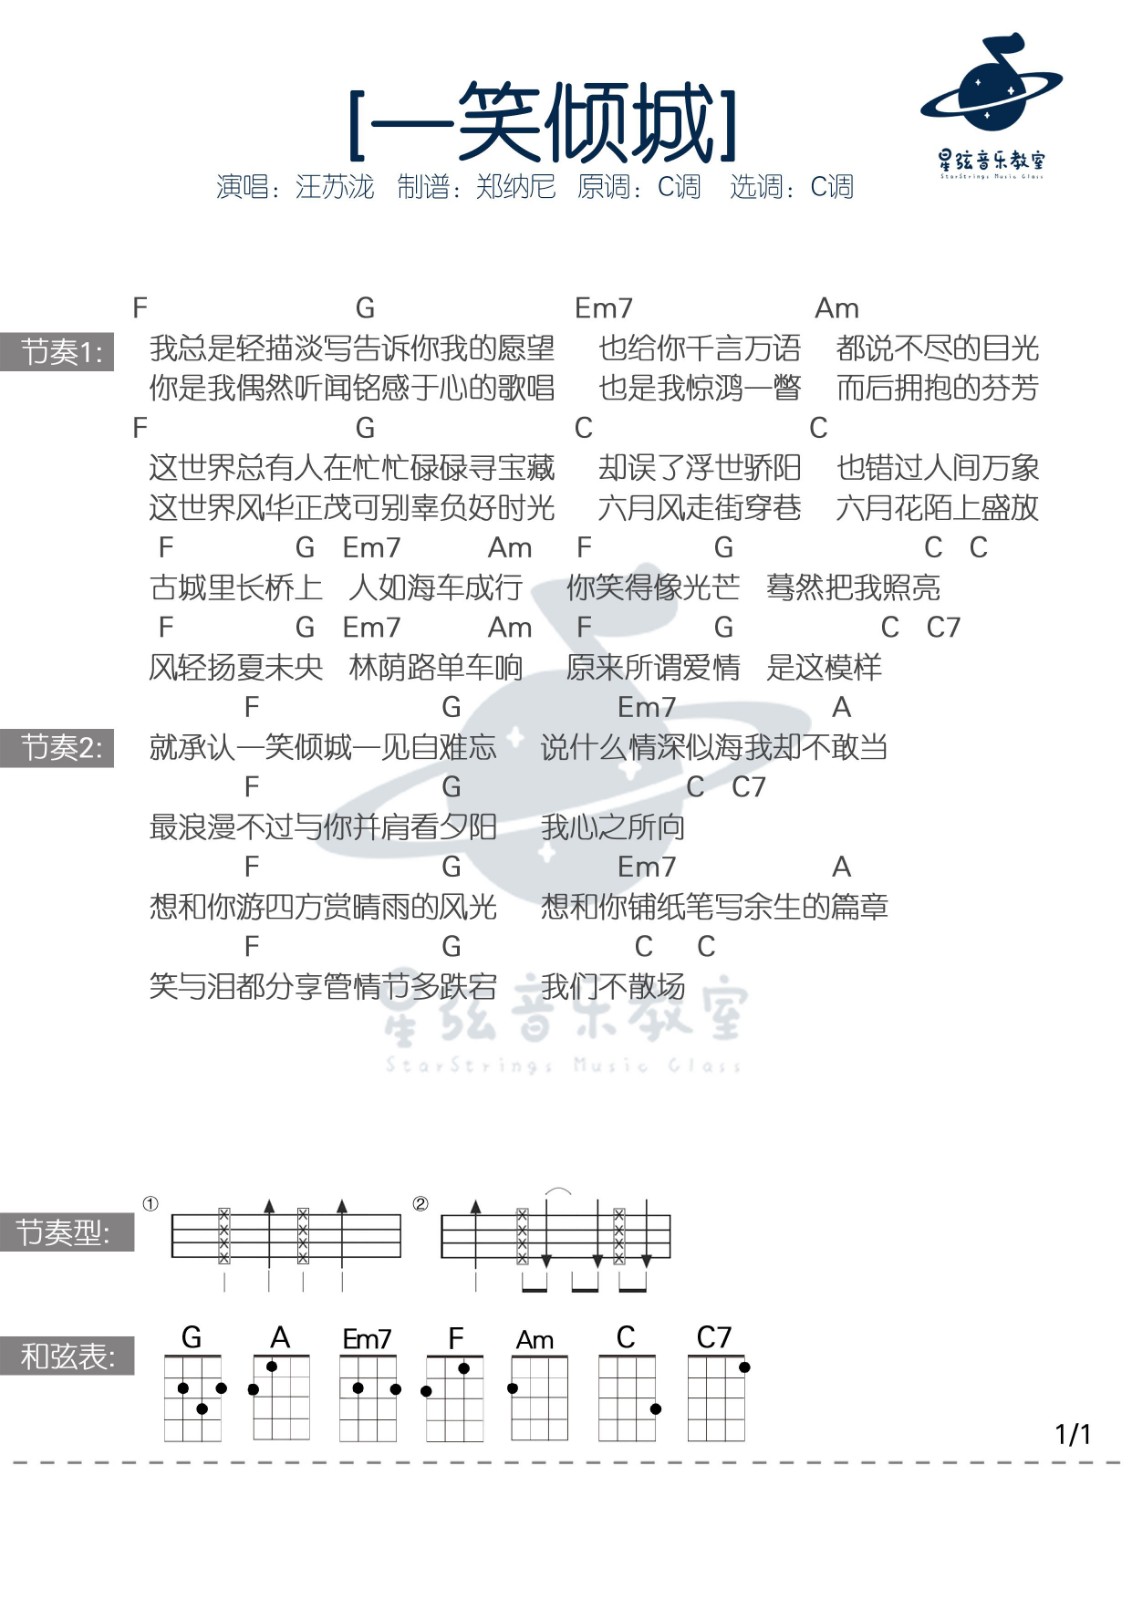 [一笑倾城]
星弦音乐教室
StarStrings Music Class
演唱：汪苏泷 制谱：郑纳尼 原调：C调 选调：C调
F G Em7 Am
节奏1: 我总是轻描淡写告诉你我的愿望 也给你千言万语 都说不尽的目光
你是我偶然听闻铭感于心的歌唱 也是我惊鸿一瞥 而后拥抱的芬芳
F G C C
这世界总有人在忙忙碌碌寻宝藏 却误了浮世骄阳 也错过人间万象
这世界风华正茂可别辜负好时光 六月风走街穿巷 六月花陌上盛放
F G Em7 Am F G C C
古城里长桥上 人如海车成行 你笑得像光芒 蓦然把我照亮
F G Em7 Am F G C C7
风轻扬夏未央 林荫路单车响 原来所谓爱情 是这模样
F G Em7 A
节奏2: 就承认一笑倾城一见自难忘 说什么情深似海我却不敢当
F G C C7
最浪漫不过与你并肩看夕阳 我心之所向
F G Em7 A
想和你游四方赏晴雨的风光 想和你铺纸笔写余生的篇章
F G C C
笑与泪都分享管情节多跌宕 我们不散场
星弦音乐教室
StarStrings Music Class
节奏型: ① ②
和弦表: G A Em7 F Am C C7
1/1